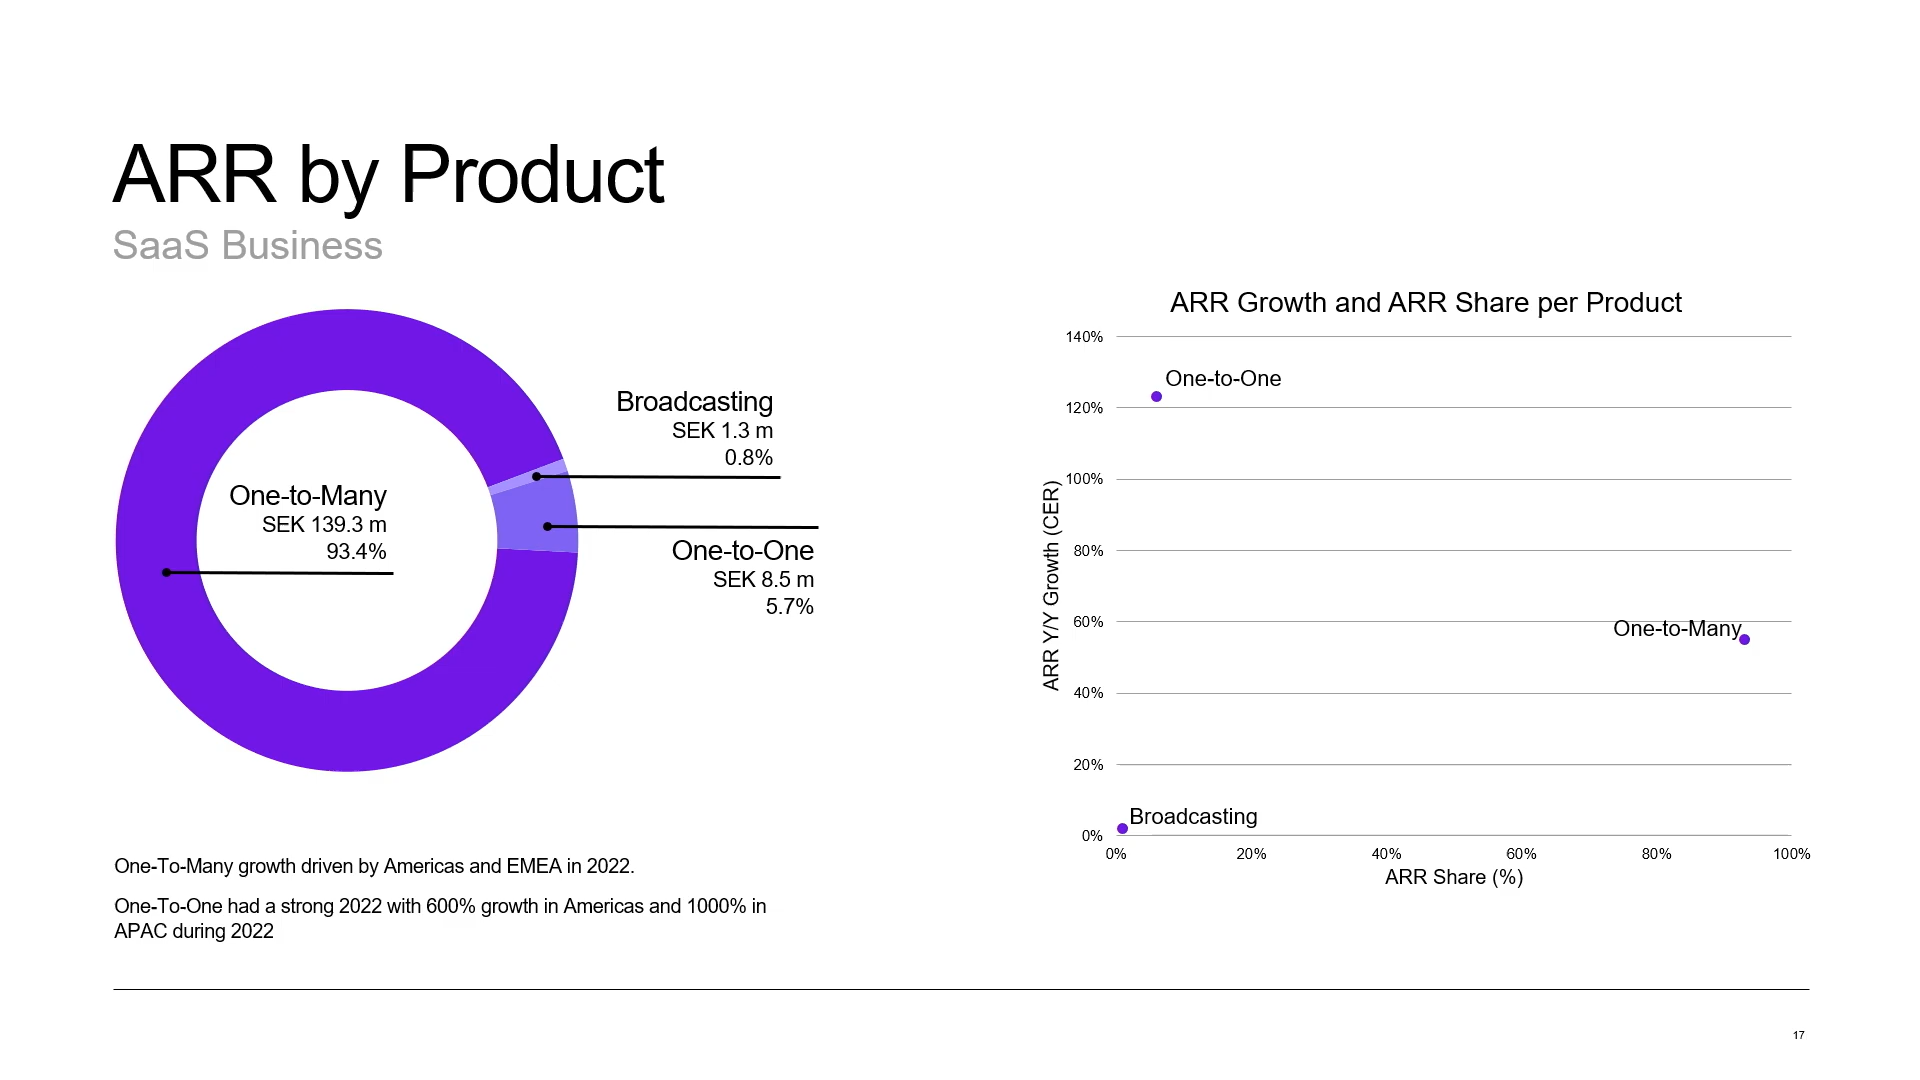 ARR by Product
SaaS Business
Broadcasting
SEK 1.3 m
0.8%
One-to-Many
SEK 139.3 m
93.4%
One-to-One
SEK 8.5 m
5.7%
One-To-Many growth driven by Americas and EMEA in 2022.
One-To-One had a strong 2022 with 600% growth in Americas and 1000% in
APAC during 2022
ARR Growth and ARR Share per Product
ARR Y/Y Growth (CER)
140%
120%
100%
80%
60%
40%
20%
0%
One-to-One
One-to-Many
Broadcasting
0%
20%
40%
60%
80%
100%
ARR Share (%)
17